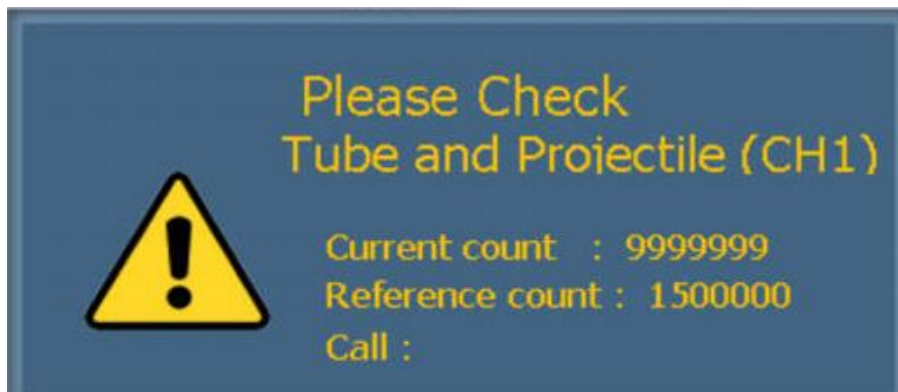 Please Check
Tube and Projectile (CH1)
Current count : 9999999
Reference count : 1500000
Call :